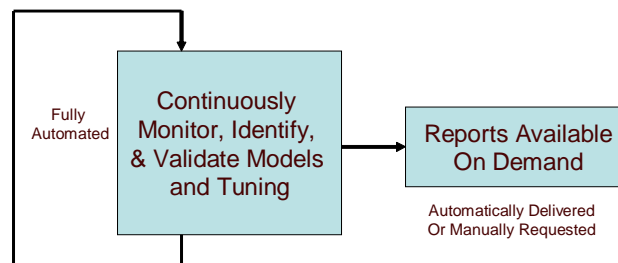 Fully
Automated
Continuously
Monitor, Identify,
& Validate Models
and Tuning
Reports Available
On Demand
Automatically Delivered
Or Manually Requested